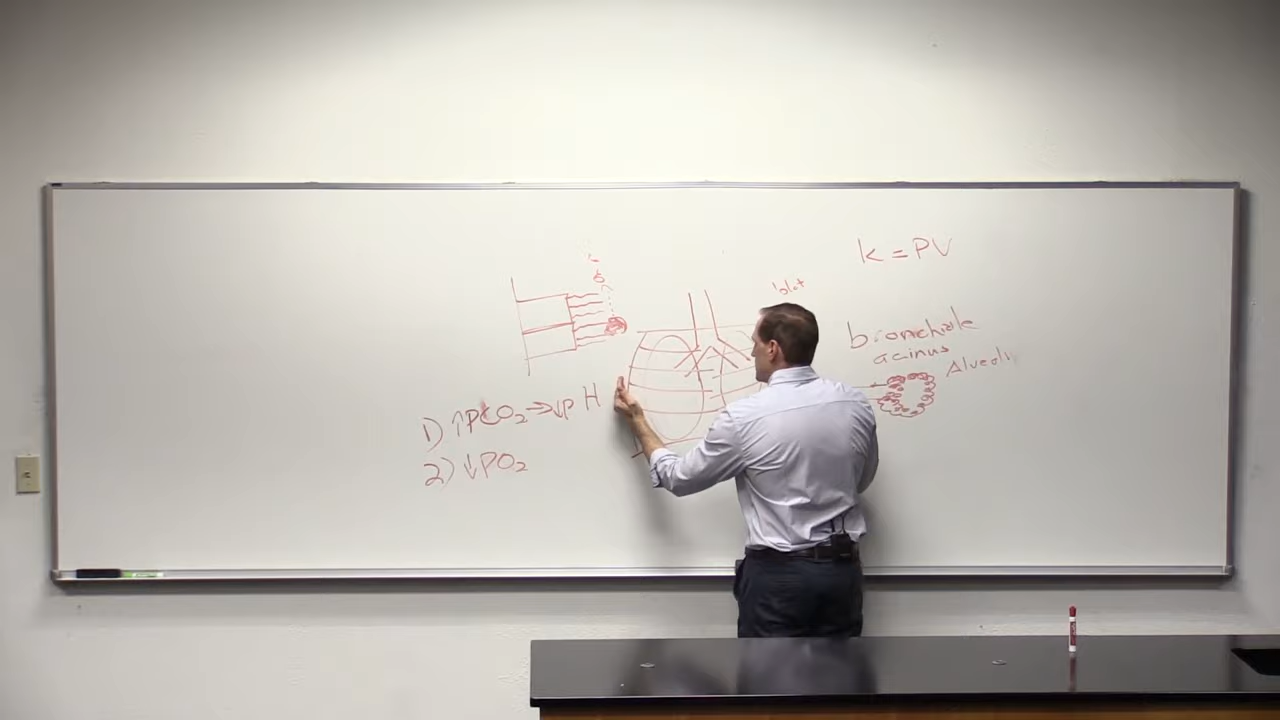 k = PV
bronchiole
acinus
Alveoli
1) ↑PCO₂ → ↓pH
2) ↓PO₂